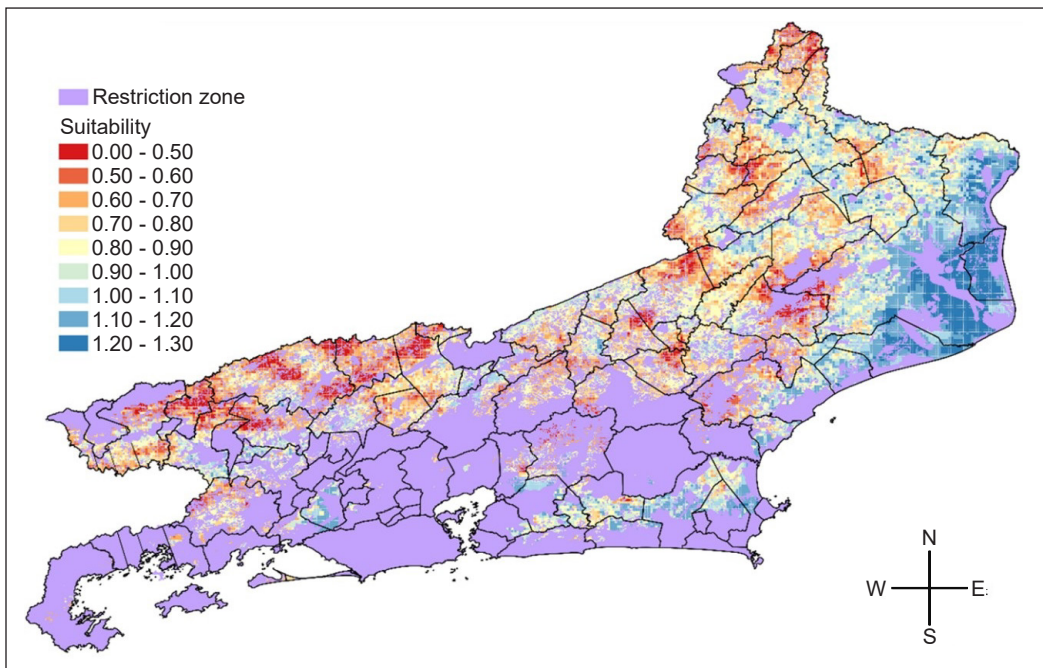 Restriction zone
Suitability
0.00 - 0.50
0.50 - 0.60
0.60 - 0.70
0.70 - 0.80
0.80 - 0.90
0.90 - 1.00
1.00 - 1.10
1.10 - 1.20
1.20 - 1.30
N
W E:
S